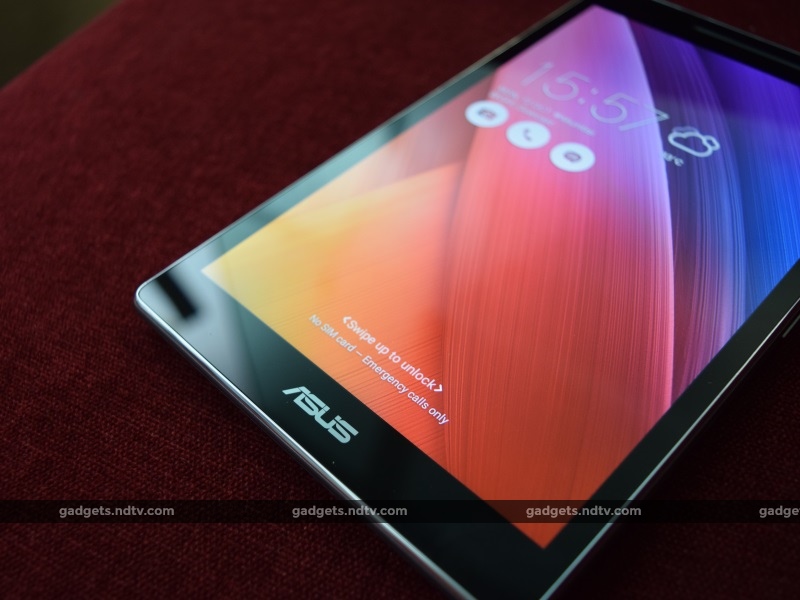 15:57
‹Swipe up to unlock›
No SIM card — Emergency calls only
ASUS
gadgets.ndtv.com gadgets.ndtv.com gadgets.ndtv.com gadgets